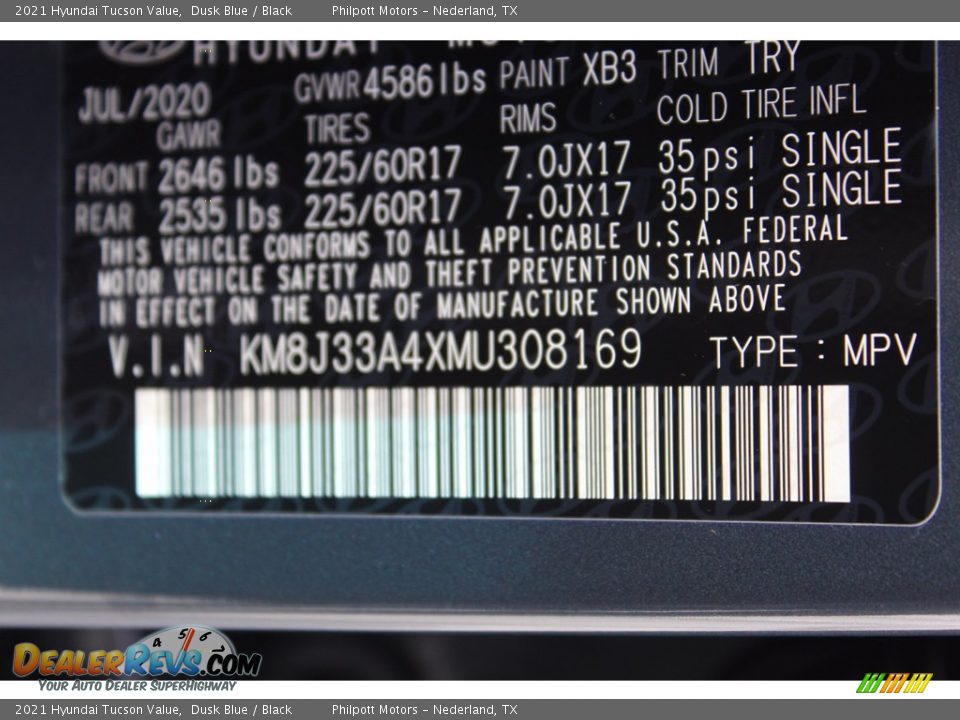 2021 Hyundai Tucson Value, Dusk Blue / Black Philpott Motors – Nederland, TX
HYUNDAI
JUL/2020 GVWR 4586 lbs PAINT XB3 TRIM TRY
GAWR TIRES RIMS COLD TIRE INFL
FRONT 2646 lbs 225/60R17 7.0JX17 35psi SINGLE
REAR 2535 lbs 225/60R17 7.0JX17 35psi SINGLE
THIS VEHICLE CONFORMS TO ALL APPLICABLE U.S.A. FEDERAL
MOTOR VEHICLE SAFETY AND THEFT PREVENTION STANDARDS
IN EFFECT ON THE DATE OF MANUFACTURE SHOWN ABOVE
V.I.N KM8J33A4XMU308169 TYPE : MPV
4 5 6
DEALERREVS.COM
YOUR AUTO DEALER SUPERHIGHWAY
2021 Hyundai Tucson Value, Dusk Blue / Black Philpott Motors – Nederland, TX